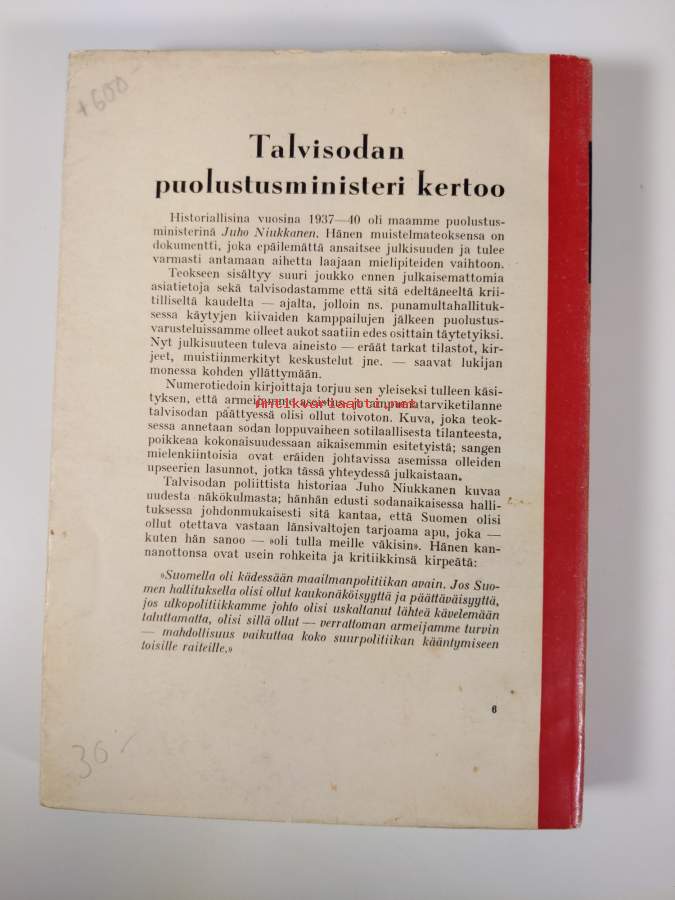 +600-
Talvisodan
puolustusministeri kertoo
Historiallisina vuosina 1937—40 oli maamme puolustus-
ministerinä Juho Niukkanen. Hänen muistelmateoksensa on
dokumentti, joka epäilemättä ansaitsee julkisuuden ja tulee
varmasti antamaan aihetta laajaan mielipiteiden vaihtoon.
Teokseen sisältyy suuri joukko ennen julkaisemattomia
asiatietoja sekä talvisodastamme että sitä edeltäneeltä krii-
tilliseltä kaudelta — ajalta, jolloin ns. punamultahallituk-
sessa käytyjen kiivaiden kamppailujen jälkeen puolustus-
varusteluissamme olleet aukot saatiin edes osittain täytetyiksi.
Nyt julkisuuteen tuleva aineisto — eräät tarkat tilastot, kir-
jeet, muistiinmerkityt keskustelut jne. — saavat lukijan
monessa kohden yllättymään.
Numerotiedoin kirjoittaja torjuu sen yleiseksi tulleen käsi-
tyksen, että armeijamme aseistus- ja ammustarviketilanne
Antikvariaatti.net
talvisodan päättyessä olisi ollut toivoton. Kuva, joka teok-
sessa annetaan sodan loppuvaiheen sotilaallisesta tilanteesta,
poikkeaa kokonaisuudessaan aikaisemmin esitetyistä; sangen
mielenkiintoisia ovat eräiden johtavissa asemissa olleiden
upseerien lasunnot, jotka tässä yhteydessä julkaistaan.
Talvisodan poliittista historiaa Juho Niukkanen kuvaa
uudesta näkökulmasta; hänhän edusti sodanaikaisessa halli-
tuksessa johdonmukaisesti sitä kantaa, että Suomen olisi
ollut otettava vastaan länsivaltojen tarjoama apu, joka —
kuten hän sanoo — »oli tulla meille väkisin». Hänen kan-
nanottonsa ovat usein rohkeita ja kritiikkinsä kirpeätä:
»Suomella oli kädessään maailmanpolitiikan avain. Jos Suo-
men hallituksella olisi ollut kaukonäköisyyttä ja päättäväisyyttä,
jos ulkopolitiikkamme johto olisi uskaltanut lähteä kävelemään
taluttamatta, olisi sillä ollut — verrattoman armeijamme turvin
— mahdollisuus vaikuttaa koko suurpolitiikan kääntymiseen
toisille raiteille.»
6
30-